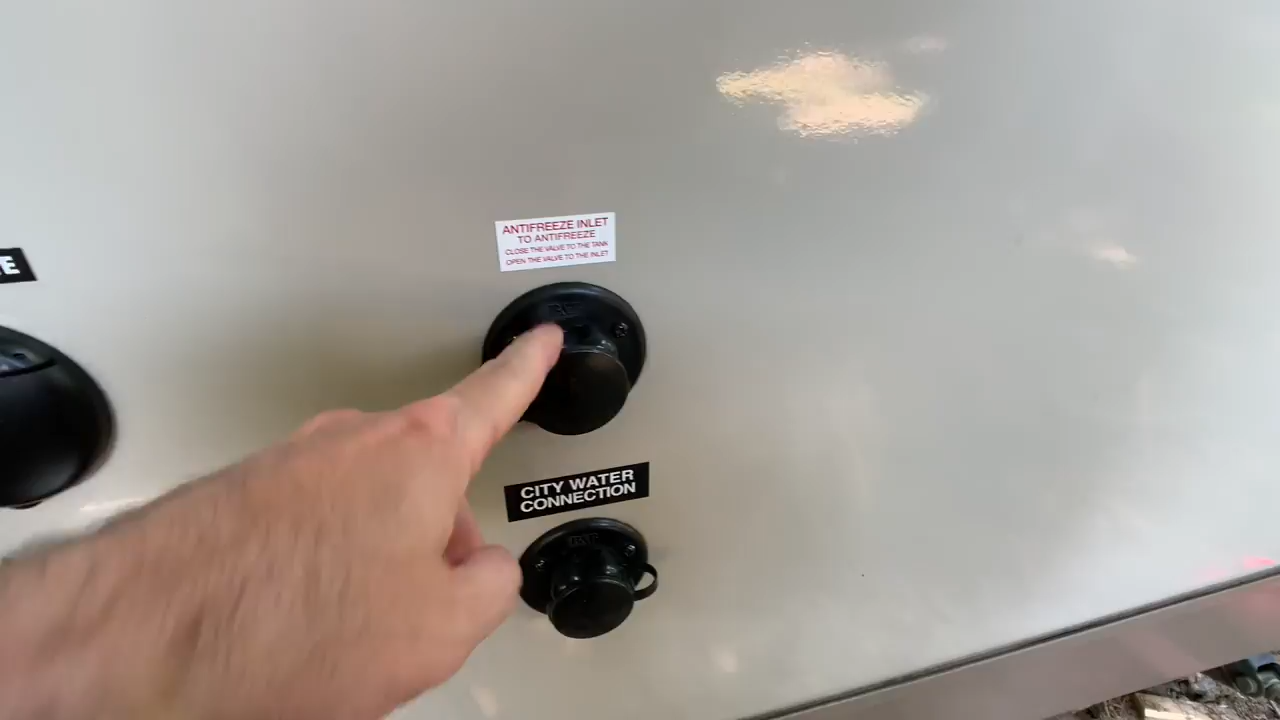 ANTIFREEZE INLET
TO ANTIFREEZE
CLOSE THE VALVE TO THE TANK
OPEN THE VALVE TO THE INLET
E
CITY WATER
CONNECTION